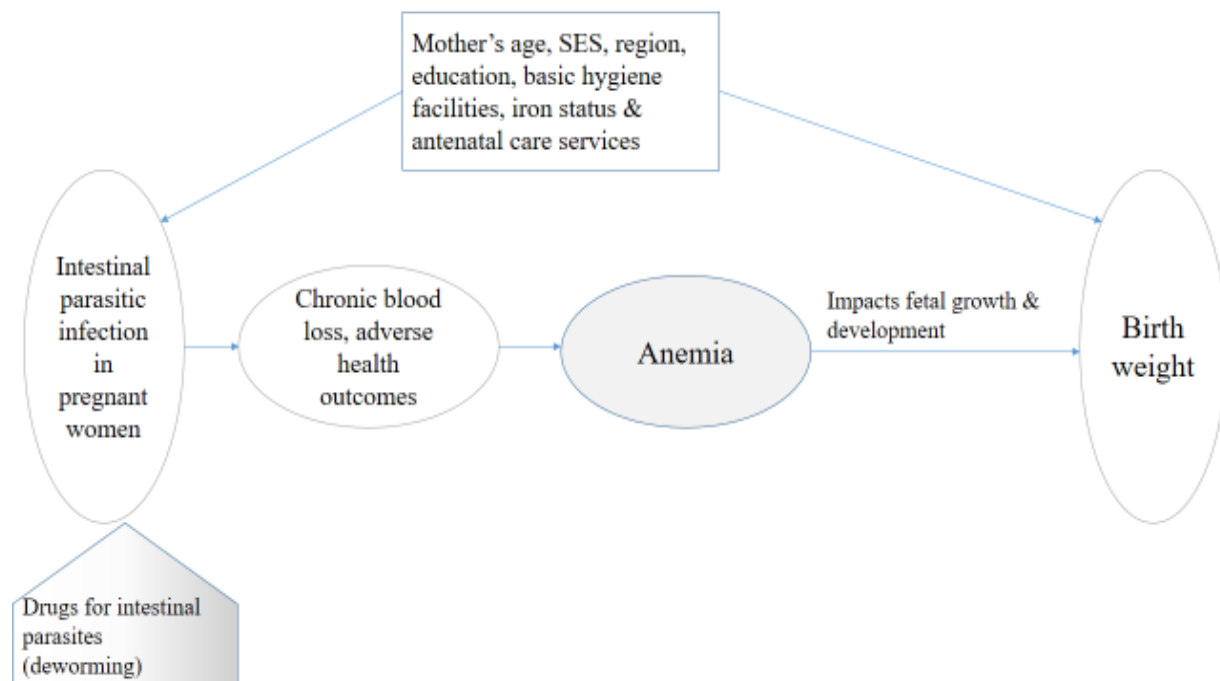 Mother’s age, SES, region,
education, basic hygiene
facilities, iron status &
antenatal care services
Intestinal
parasitic
infection
in
pregnant
women
Chronic blood
loss, adverse
health
outcomes
Anemia
Impacts fetal growth &
development
Birth
weight
Drugs for intestinal
parasites
(deworming)